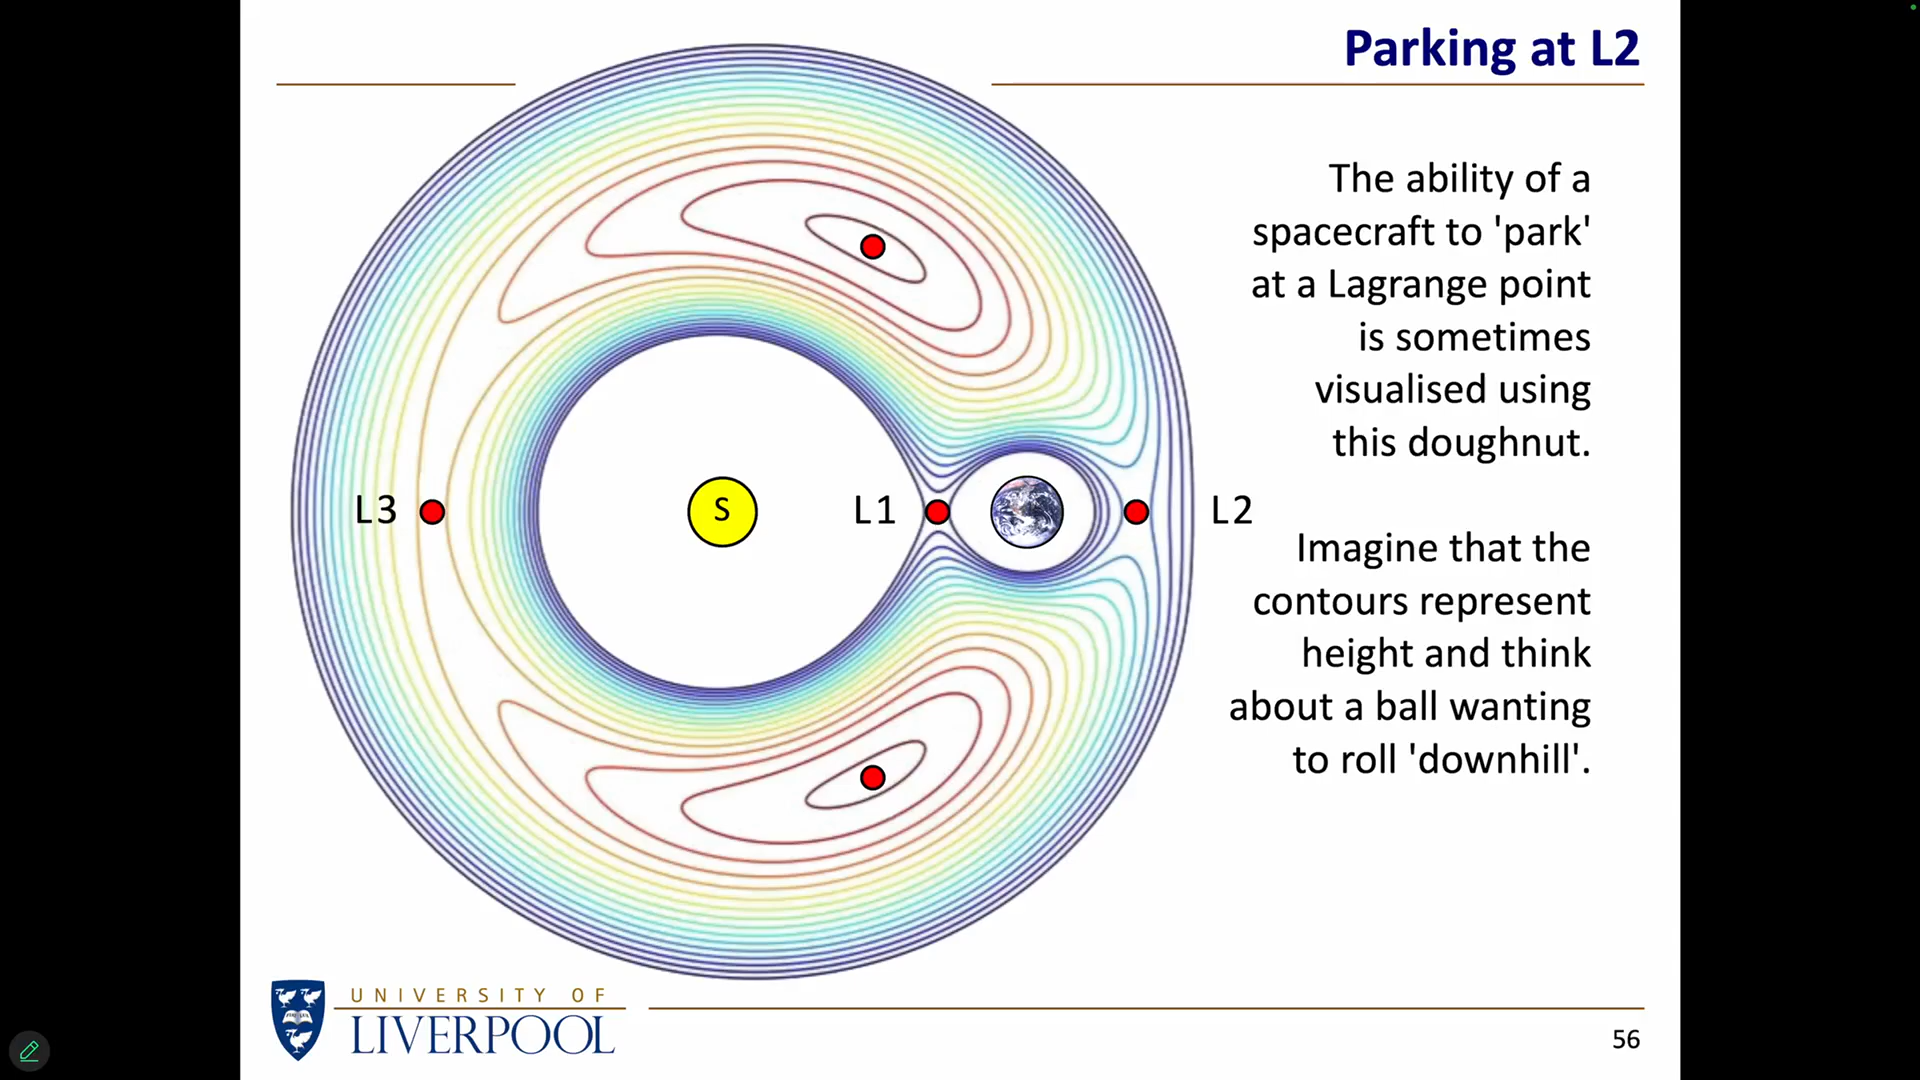 Parking at L2
The ability of a
spacecraft to 'park'
at a Lagrange point
is sometimes
visualised using
this doughnut.
L3
S
L1
L2
Imagine that the
contours represent
height and think
about a ball wanting
to roll 'downhill'.
UNIVERSITY OF
LIVERPOOL
56